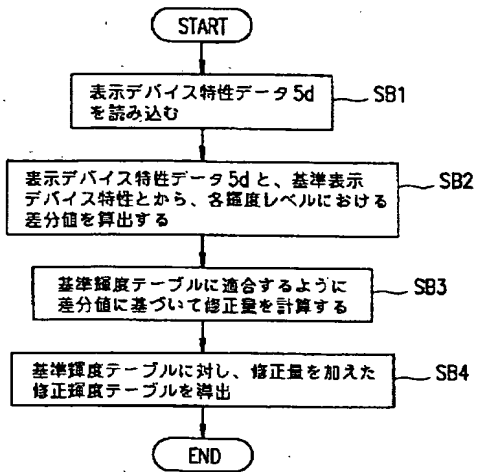 START
表示デバイス特性データ5d
を読み込む
SB1
表示デバイス特性データ5dと、基準表示
デバイス特性とから、各輝度レベルにおける
差分値を算出する
SB2
基準輝度テーブルに適合するように
差分値に基づいて修正量を計算する
SB3
基準輝度テーブルに対し、修正量を加えた
修正輝度テーブルを導出
SB4
END